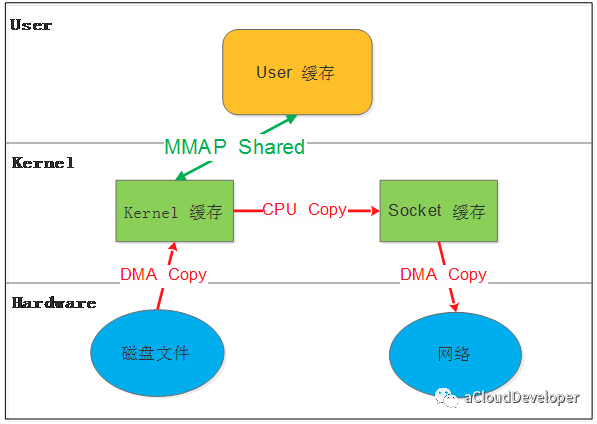 User
User 缓存
MMAP Shared
Kernel
Kernel 缓存
CPU Copy
Socket 缓存
DMA Copy
DMA Copy
Hardware
磁盘文件
网络
aCloudDeveloper